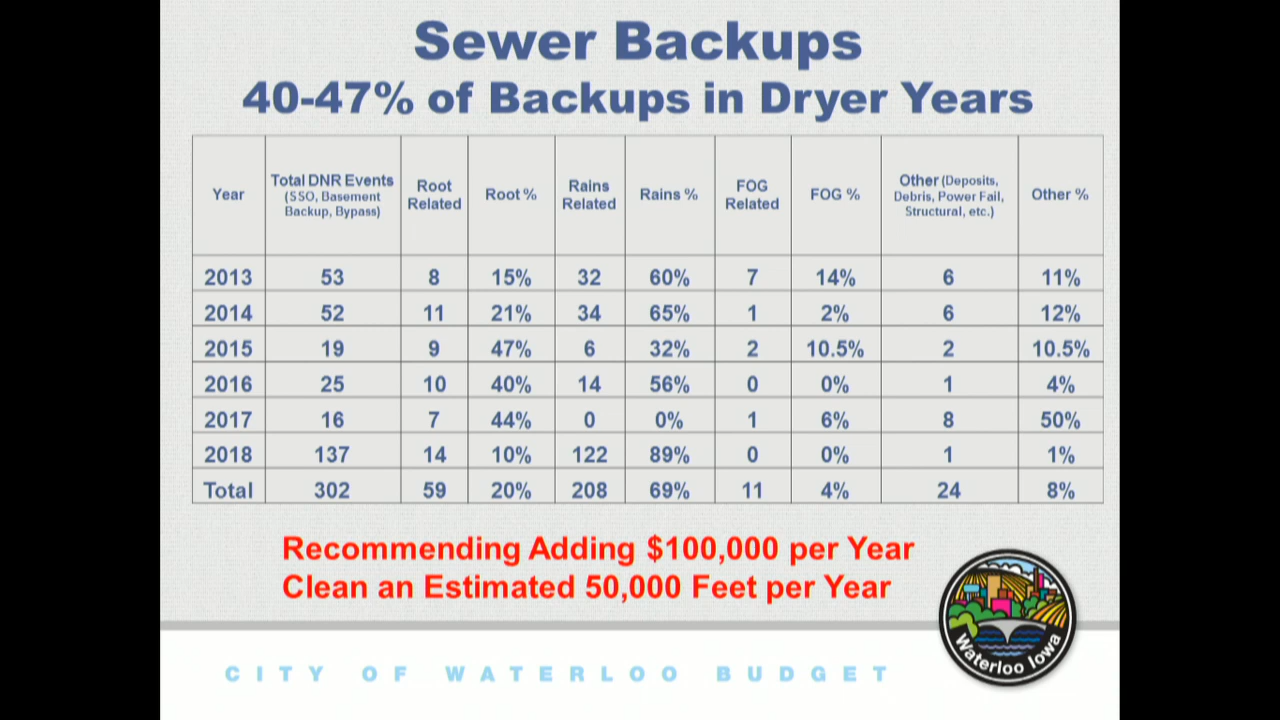 Sewer Backups
40-47% of Backups in Dryer Years
Year Total DNR Events (SSO, Basement Backup, Bypass) Root Related Root % Rains Related Rains % FOG Related FOG % Other (Deposits, Debris, Power Fail, Structural, etc.) Other %
2013 53 8 15% 32 60% 7 14% 6 11%
2014 52 11 21% 34 65% 1 2% 6 12%
2015 19 9 47% 6 32% 2 10.5% 2 10.5%
2016 25 10 40% 14 56% 0 0% 1 4%
2017 16 7 44% 0 0% 1 6% 8 50%
2018 137 14 10% 122 89% 0 0% 1 1%
Total 302 59 20% 208 69% 11 4% 24 8%
Recommending Adding $100,000 per Year
Clean an Estimated 50,000 Feet per Year
Waterloo Iowa
CITY OF WATERLOO BUDGET